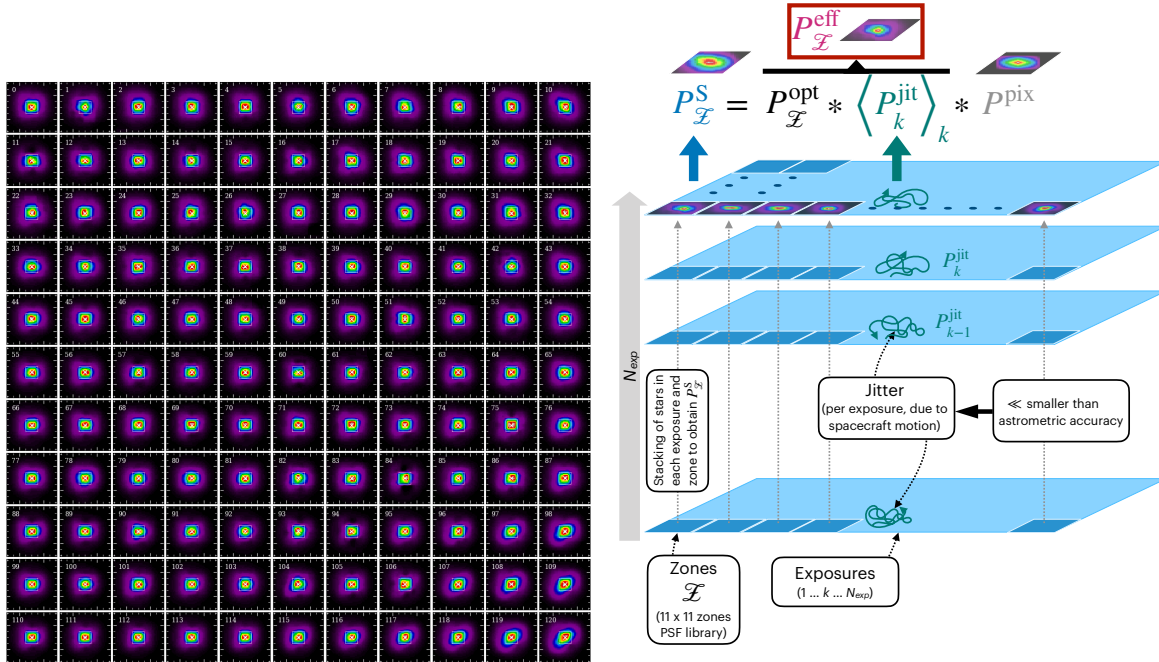 0 1 2 3 4 5 6 7 8 9 10
11 12 13 14 15 16 17 18 19 20 21
22 23 24 25 26 27 28 29 30 31 32
33 34 35 36 37 38 39 40 41 42 43
44 45 46 47 48 49 50 51 52 53 54
55 56 57 58 59 60 61 62 63 64 65
66 67 68 69 70 71 72 73 74 75 76
77 78 79 80 81 82 83 84 85 86 87
88 89 90 91 92 93 94 95 96 97 98
99 100 101 102 103 104 105 106 107 108 109
110 111 112 113 114 115 116 117 118 119 120
P^eff_𝒵
P^S_𝒵 = P^opt_𝒵 * ⟨P^jit_k⟩_k * P^pix
P^jit_k
P^jit_{k−1}
N_exp
Stacking of stars in
each exposure and
zone to obtain P^S_𝒵
Jitter
(per exposure, due to
spacecraft motion)
≪ smaller than
astrometric accuracy
Zones
𝒵
(11 x 11 zones
PSF library)
Exposures
(1 ... k ... N_exp)